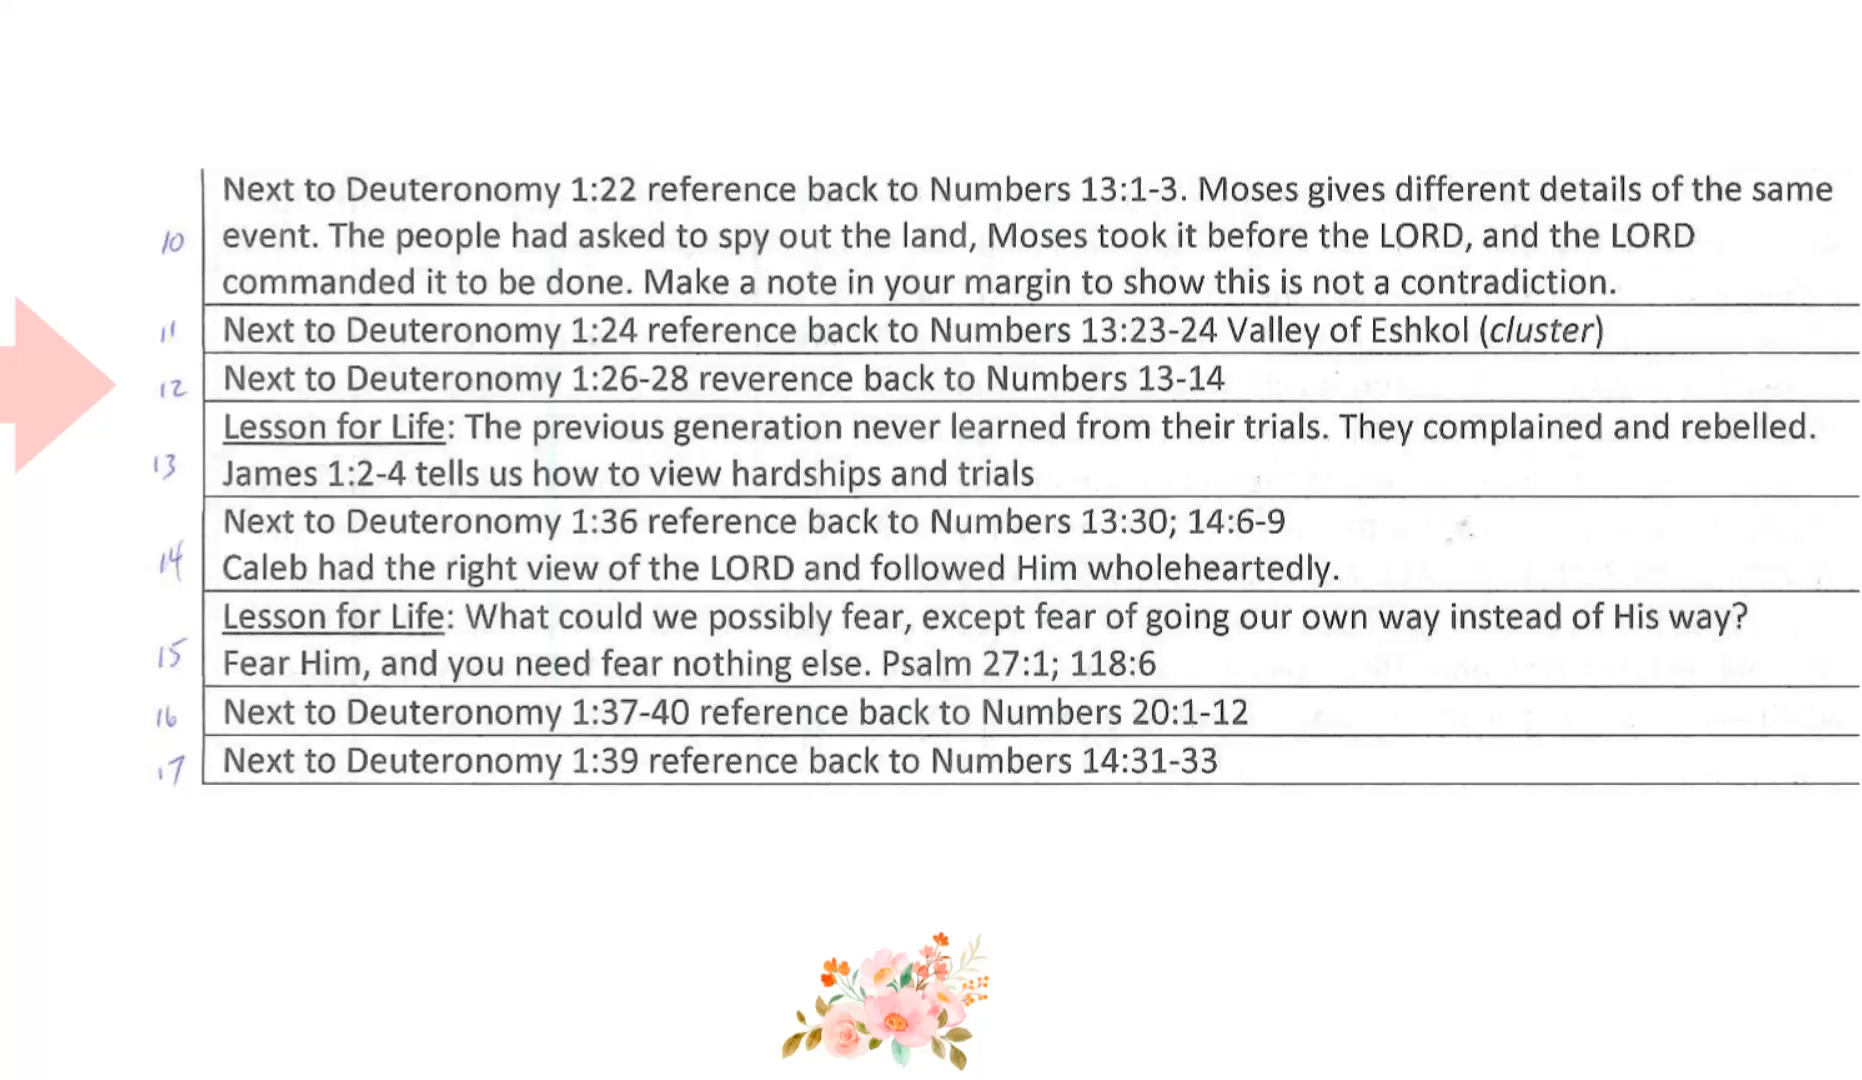 Next to Deuteronomy 1:22 reference back to Numbers 13:1-3. Moses gives different details of the same
10 event. The people had asked to spy out the land, Moses took it before the LORD, and the LORD
commanded it to be done. Make a note in your margin to show this is not a contradiction.
11 Next to Deuteronomy 1:24 reference back to Numbers 13:23-24 Valley of Eshkol (cluster)
12 Next to Deuteronomy 1:26-28 reverence back to Numbers 13-14
Lesson for Life: The previous generation never learned from their trials. They complained and rebelled.
13 James 1:2-4 tells us how to view hardships and trials
Next to Deuteronomy 1:36 reference back to Numbers 13:30; 14:6-9
14 Caleb had the right view of the LORD and followed Him wholeheartedly.
Lesson for Life: What could we possibly fear, except fear of going our own way instead of His way?
15 Fear Him, and you need fear nothing else. Psalm 27:1; 118:6
16 Next to Deuteronomy 1:37-40 reference back to Numbers 20:1-12
17 Next to Deuteronomy 1:39 reference back to Numbers 14:31-33